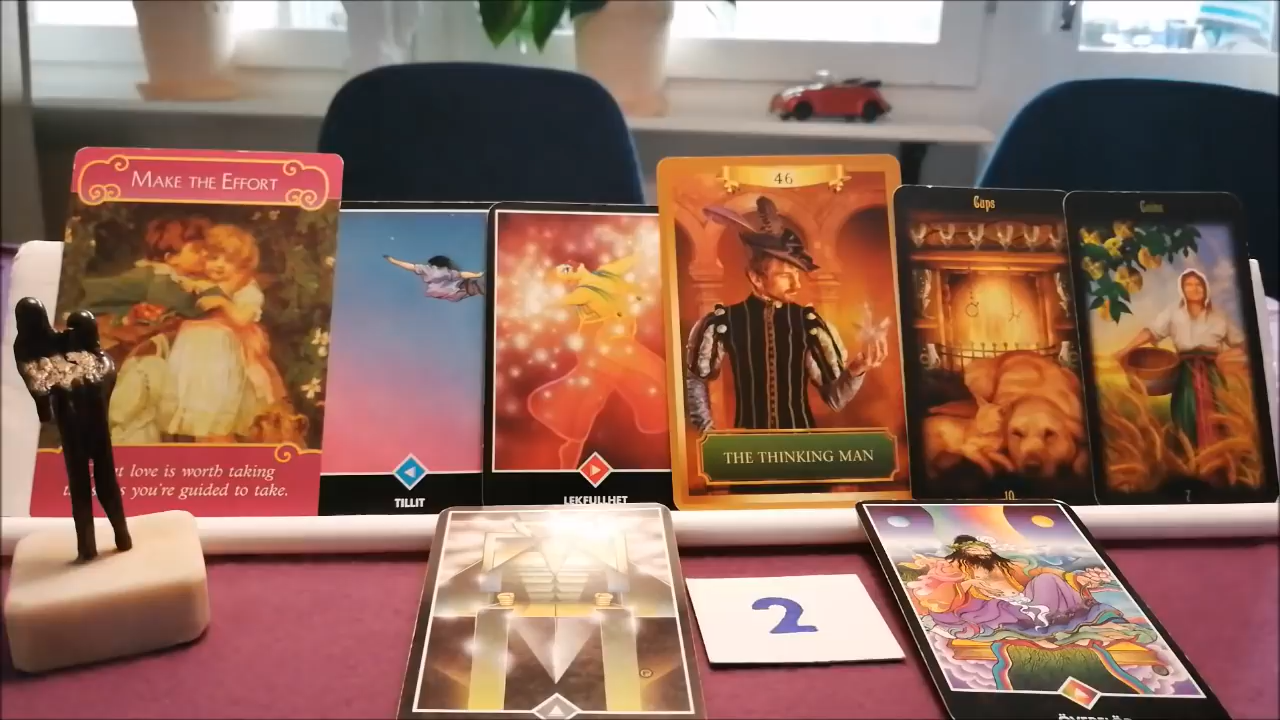 MAKE THE EFFORT
love is worth taking
you're guided to take.
TILLIT
LEKFULLHET
46
THE THINKING MAN
Cups
10
Coins
7
2